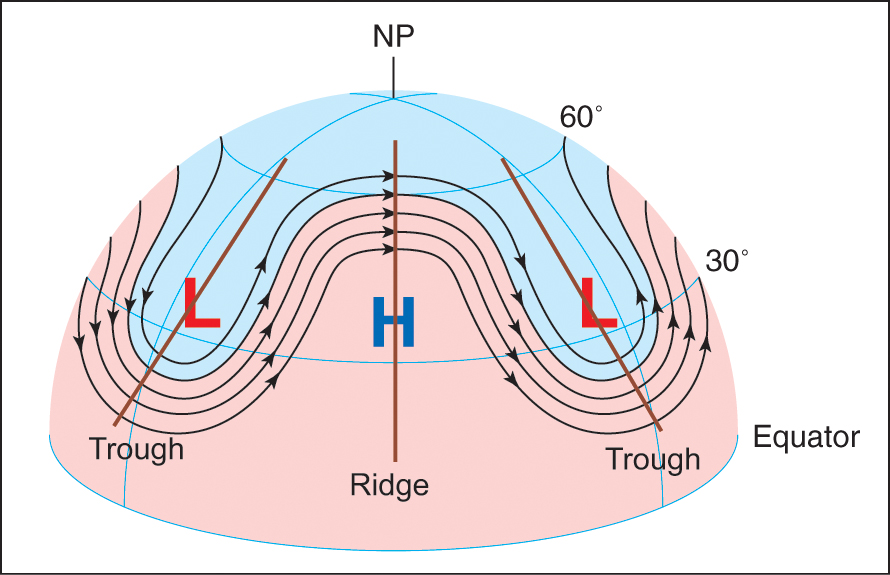 NP
60°
30°
L
H
L
Equator
Trough
Ridge
Trough